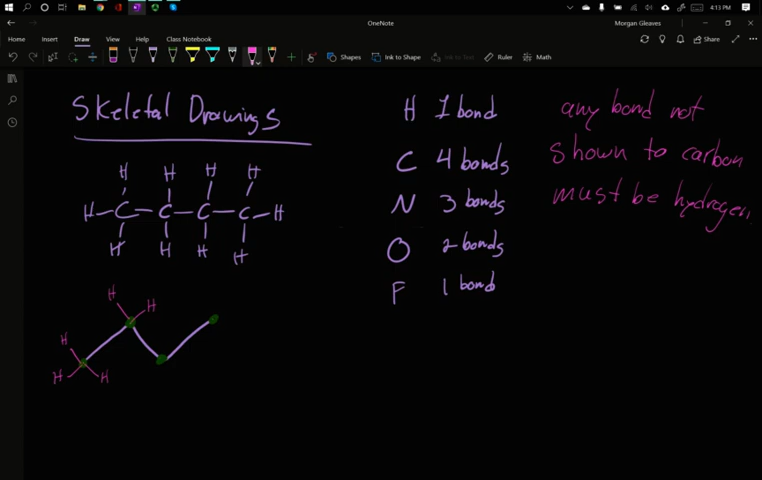 4:13 PM
OneNote
Morgan Gleaves
Home Insert Draw View Help Class Notebook
Share
Shapes Ink to Shape Ink to Text Ruler Math
Skeletal Drawings
H H H H
H-C-C-C-C-H
H H H H
H H
H
H H
H 1 bond
C 4 bonds
N 3 bonds
O 2 bonds
F 1 bond
any bond not
shown to carbon
must be hydrogen